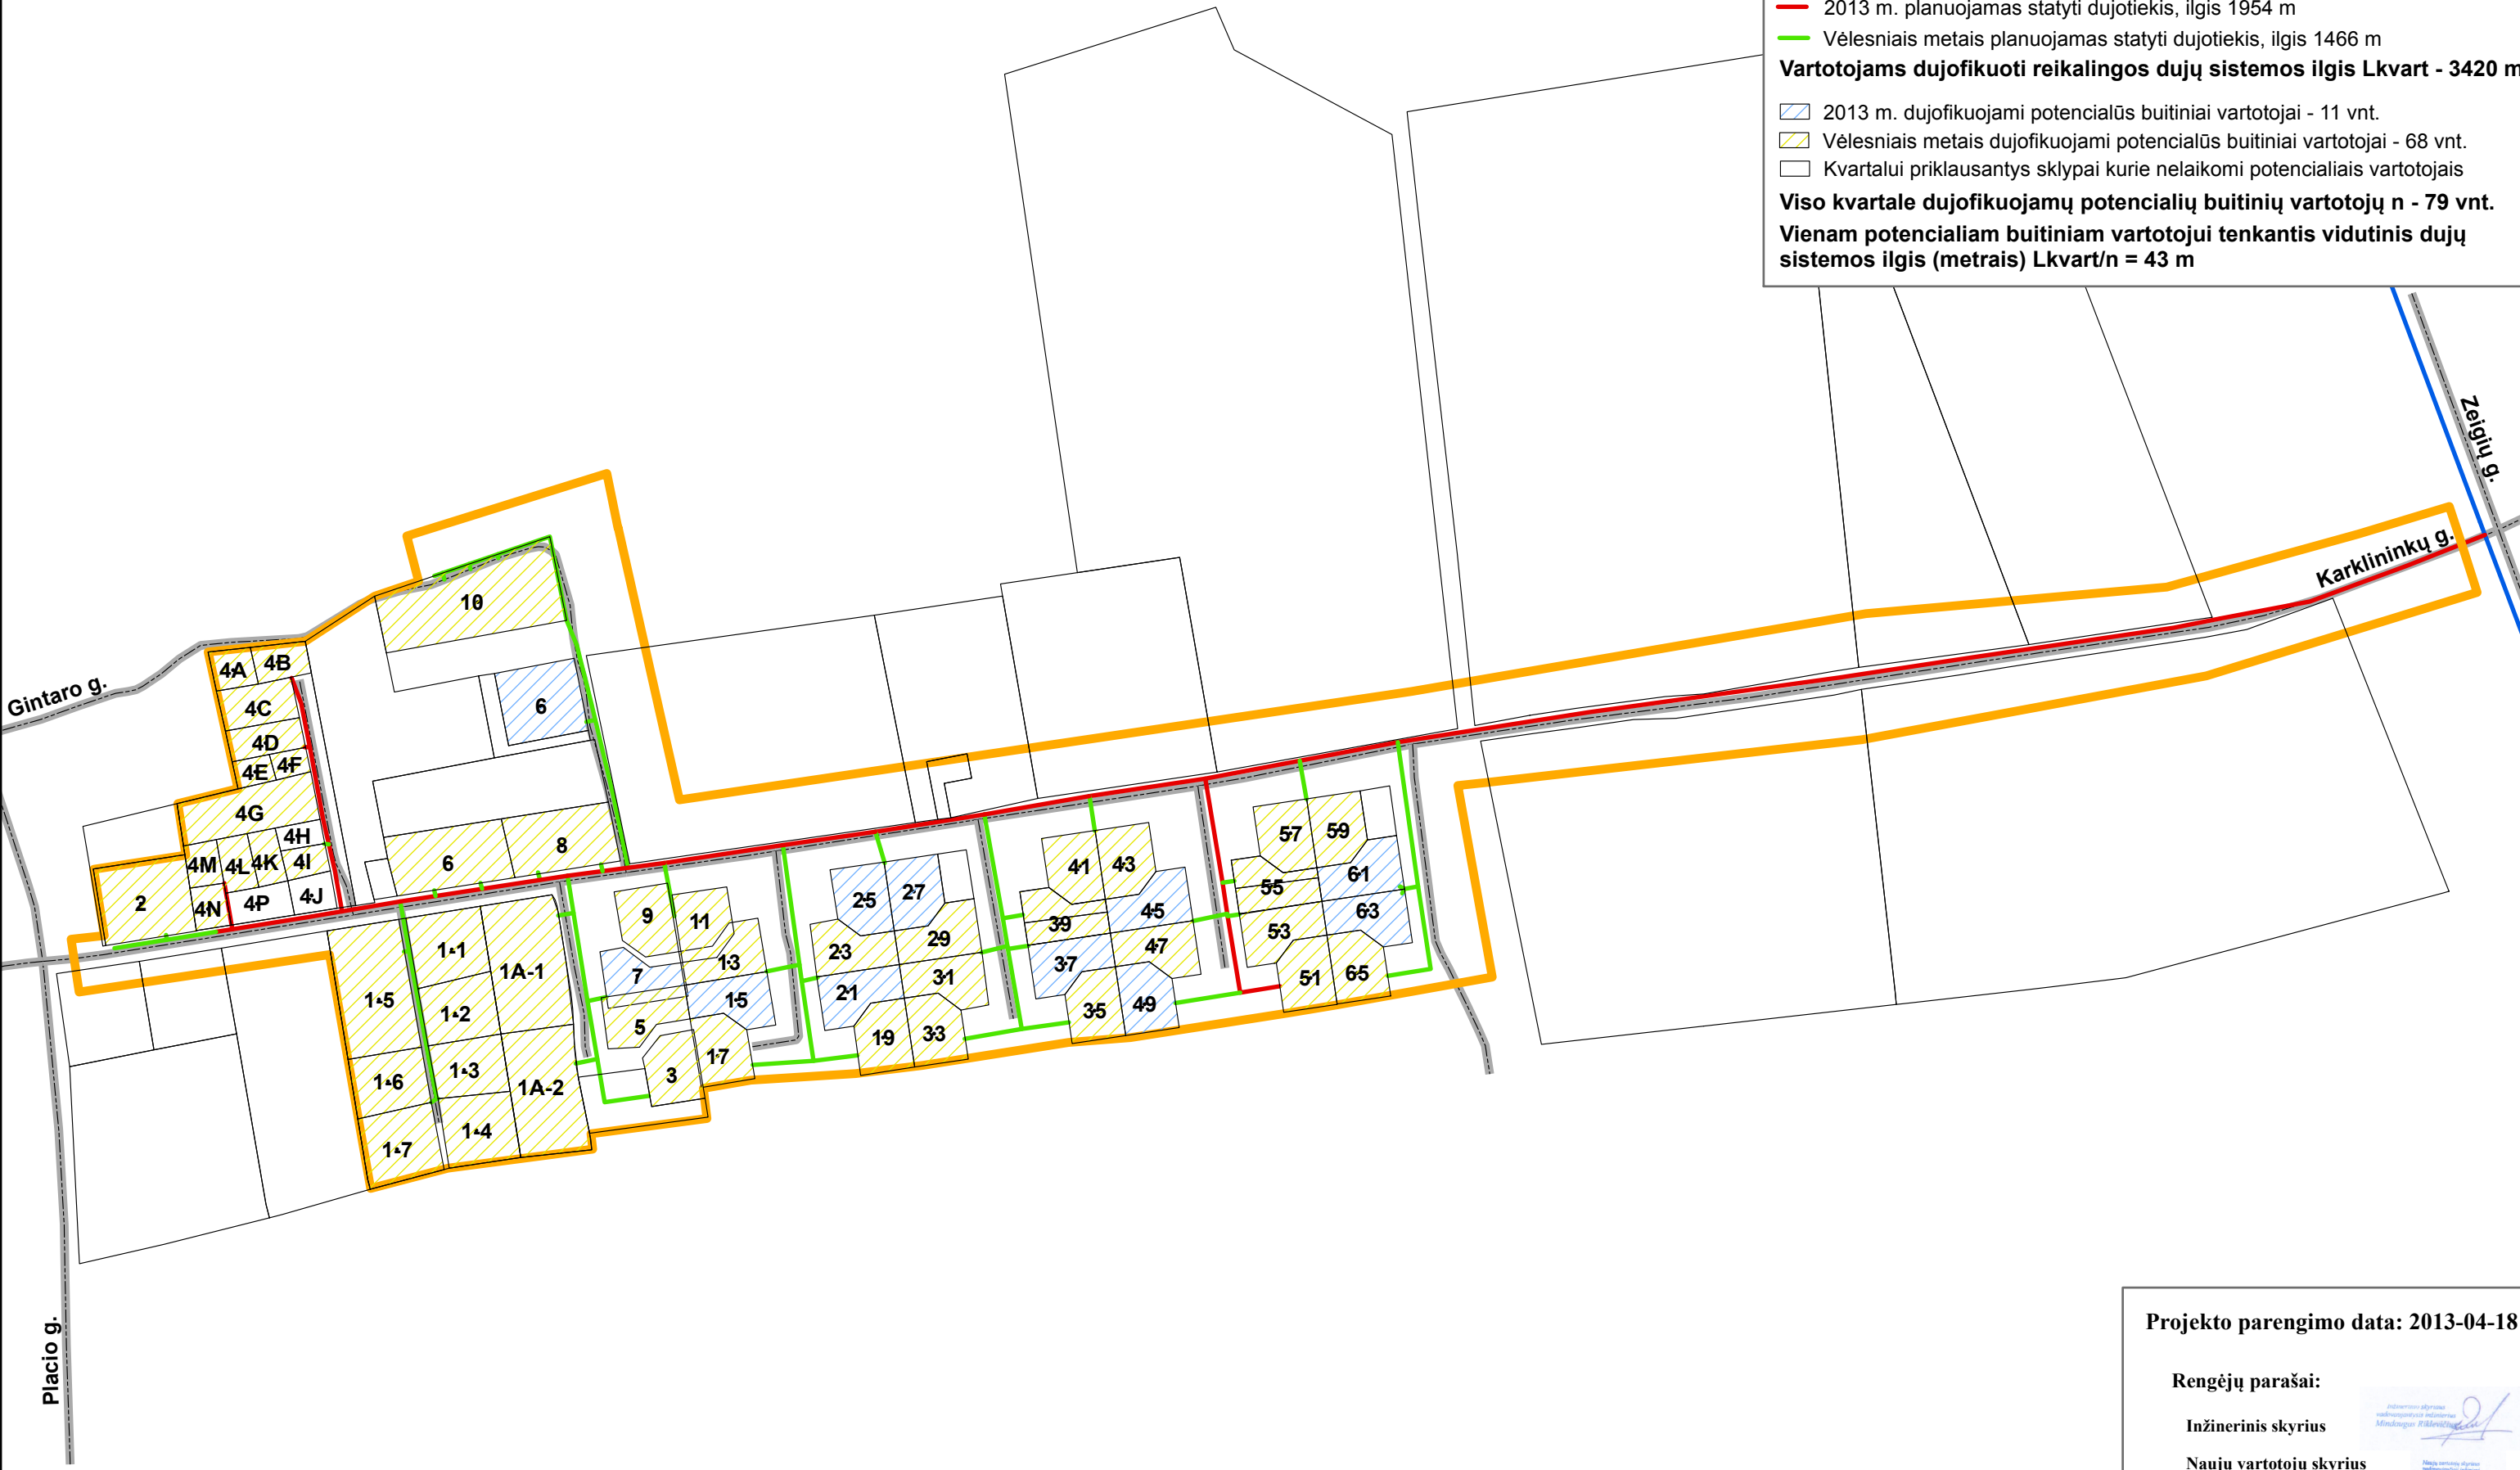 2013 m. planuojamas statyti dujotiekis, ilgis 1954 m
Vėlesniais metais planuojamas statyti dujotiekis, ilgis 1466 m
Vartotojams dujofikuoti reikalingos dujų sistemos ilgis Lkvart - 3420 m
2013 m. dujofikuojami potencialūs buitiniai vartotojai - 11 vnt.
Vėlesniais metais dujofikuojami potencialūs buitiniai vartotojai - 68 vnt.
Kvartalui priklausantys sklypai kurie nelaikomi potencialiais vartotojais
Viso kvartale dujofikuojamų potencialių buitinių vartotojų n - 79 vnt.
Vienam potencialiam buitiniam vartotojui tenkantis vidutinis dujų
sistemos ilgis (metrais) Lkvart/n = 43 m
Zeigių g.
Karklininkų g.
Gintaro g.
Placio g.
10
6
4A
4B
4C
4D
4E
4F
4G
4H
4M
4L
4K
4I
4N
4P
4J
2
6
8
1-1
1-2
1-3
1-4
1-5
1-6
1-7
1A-1
1A-2
9
11
7
13
5
15
3
17
25
27
23
29
21
31
19
33
41
43
39
45
37
47
35
49
57
59
55
61
53
63
51
65
Projekto parengimo data: 2013-04-18
Rengėjų parašai:
Inžinerinis skyrius
Naujų vartotojų skyrius